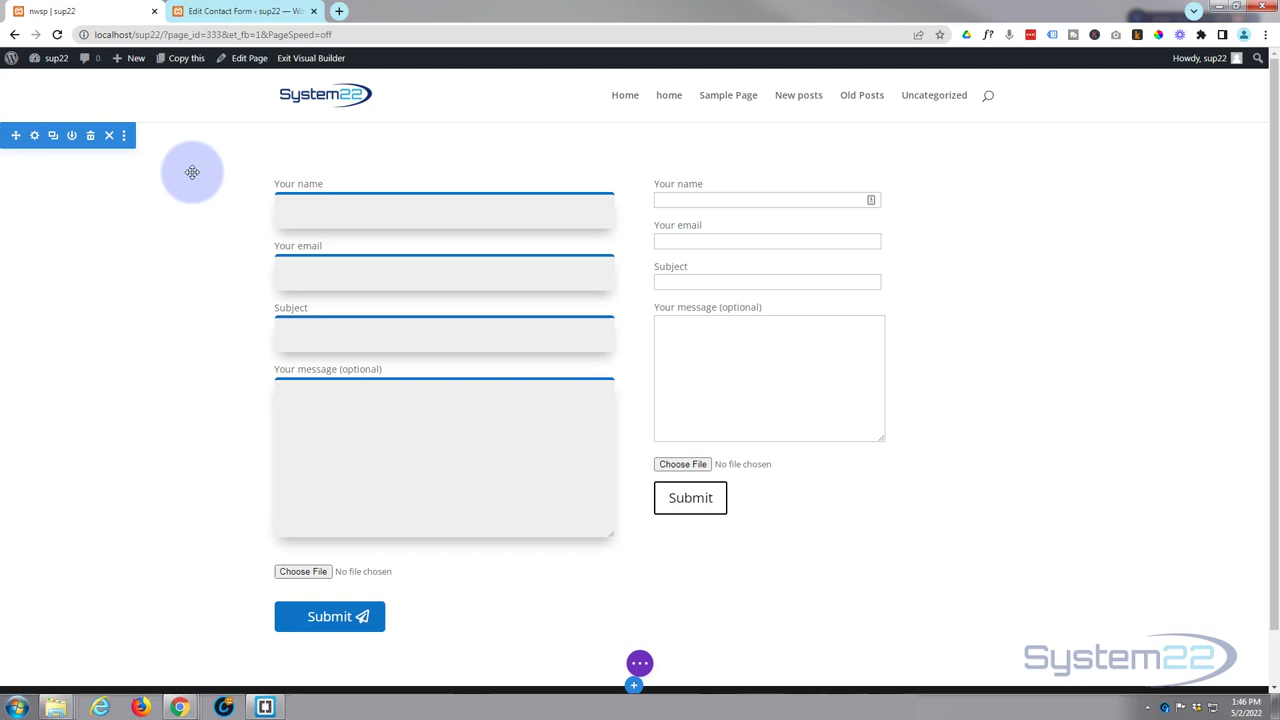 nwsp | sup22
Edit Contact Form ‹ sup22 — Wo
localhost/sup22/?page_id=333&et_fb=1&PageSpeed=off
sup22 0 New Copy this Edit Page Exit Visual Builder Howdy, sup22
System22 Home home Sample Page New posts Old Posts Uncategorized
Your name
Your email
Subject
Your message (optional)
Choose File No file chosen
Submit
Your name
Your email
Subject
Your message (optional)
Choose File No file chosen
Submit
System22
1:46 PM
5/2/2022